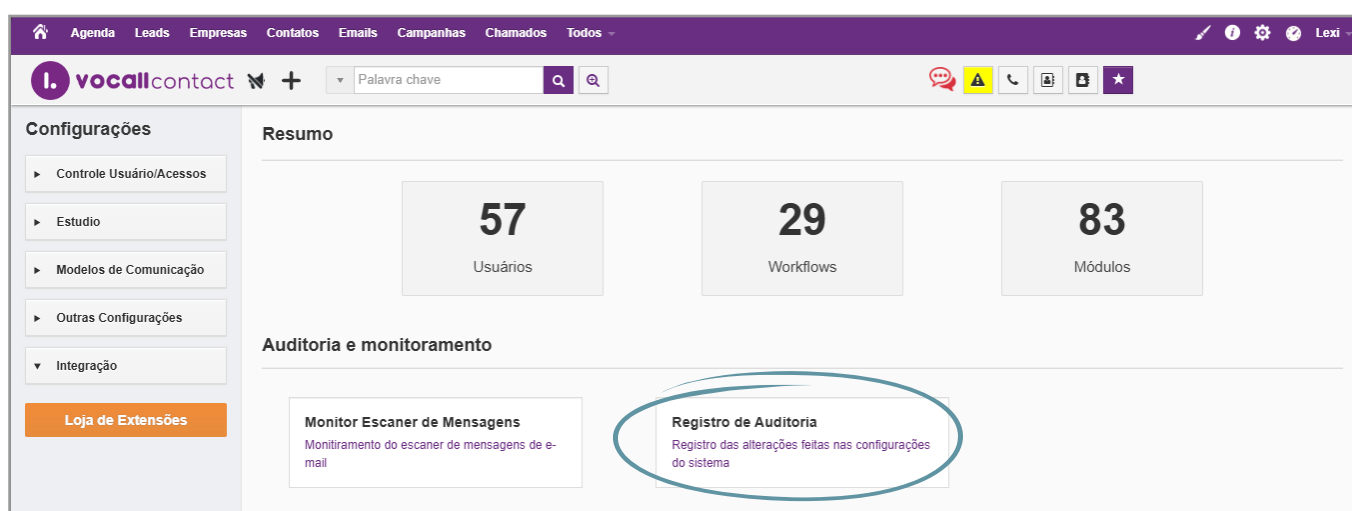 Agenda Leads Empresas Contatos Emails Campanhas Chamados Todos Lexi
l. vocallcontact Palavra chave
Configurações
Controle Usuário/Acessos
Estudio
Modelos de Comunicação
Outras Configurações
Integração
Loja de Extensões
Resumo
57
Usuários
29
Workflows
83
Módulos
Auditoria e monitoramento
Monitor Escaner de Mensagens
Monitiramento do escaner de mensagens de e-
mail
Registro de Auditoria
Registro das alterações feitas nas configurações
do sistema